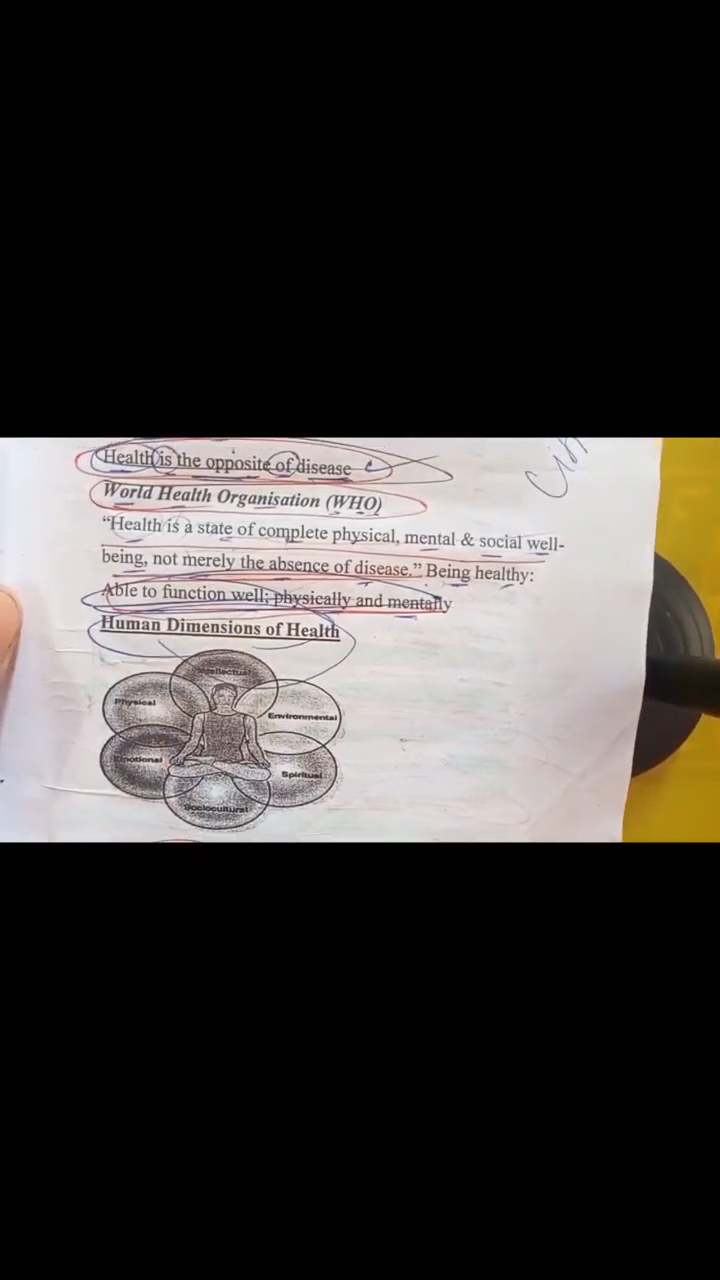 Health is the opposite of disease
World Health Organisation (WHO)
“Health is a state of complete physical, mental & social well-
being, not merely the absence of disease.” Being healthy:
Able to function well; physically and mentally
Human Dimensions of Health
Intellectual
Physical
Environmental
Emotional
Spiritual
Sociocultural